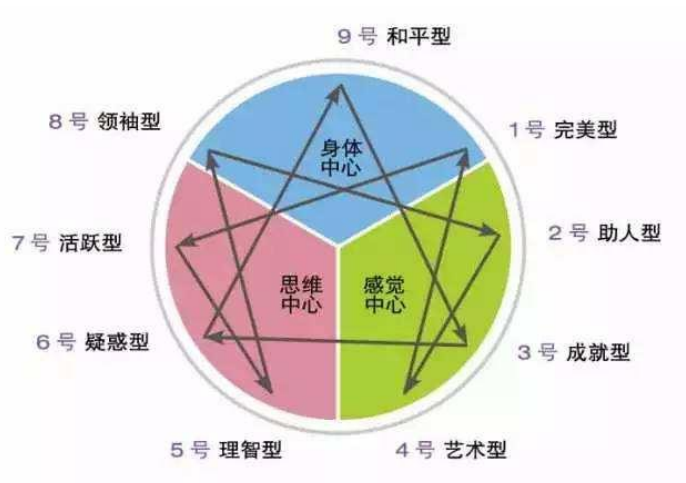 9号 和平型
8号 领袖型
1号 完美型
身体
中心
7号 活跃型
2号 助人型
思维
中心
感觉
中心
6号 疑惑型
3号 成就型
5号 理智型
4号 艺术型